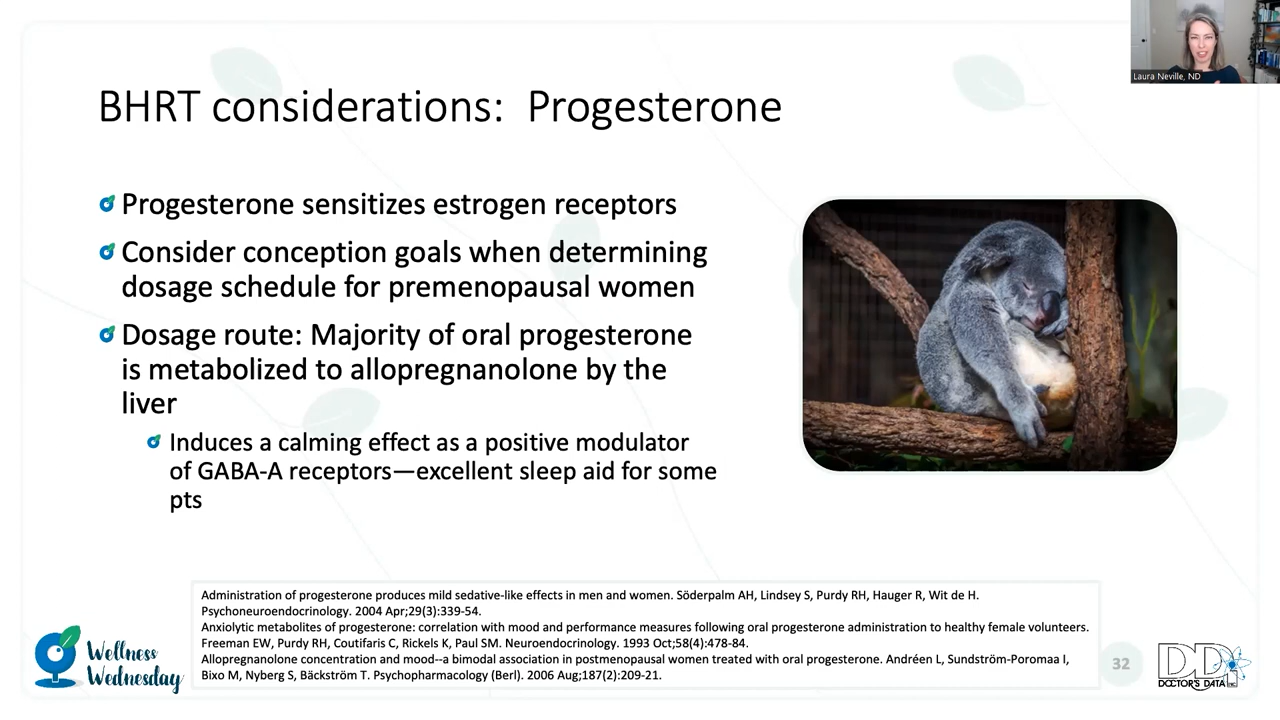 Laura Neville, ND
BHRT considerations:  Progesterone
Progesterone sensitizes estrogen receptors
Consider conception goals when determining
dosage schedule for premenopausal women
Dosage route: Majority of oral progesterone
is metabolized to allopregnanolone by the
liver
Induces a calming effect as a positive modulator
of GABA-A receptors—excellent sleep aid for some
pts
Administration of progesterone produces mild sedative-like effects in men and women. Söderpalm AH, Lindsey S, Purdy RH, Hauger R, Wit de H.
Psychoneuroendocrinology. 2004 Apr;29(3):339-54.
Anxiolytic metabolites of progesterone: correlation with mood and performance measures following oral progesterone administration to healthy female volunteers.
Freeman EW, Purdy RH, Coutifaris C, Rickels K, Paul SM. Neuroendocrinology. 1993 Oct;58(4):478-84.
Allopregnanolone concentration and mood--a bimodal association in postmenopausal women treated with oral progesterone. Andréen L, Sundström-Poromaa I,
Bixo M, Nyberg S, Bäckström T. Psychopharmacology (Berl). 2006 Aug;187(2):209-21.
Wellness
Wednesday
32
DDI
DOCTOR'S DATA INC